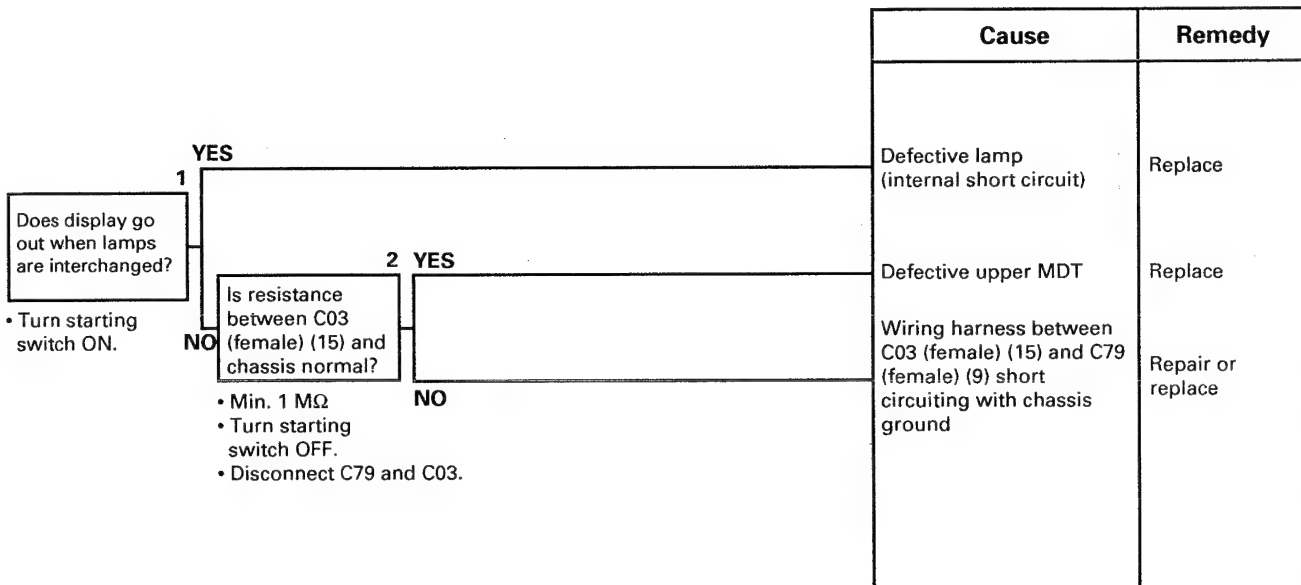 Cause
Remedy
YES
1
Does display go
out when lamps
are interchanged?
• Turn starting
switch ON.
NO
2 YES
Is resistance
between C03
(female) (15) and
chassis normal?
• Min. 1 MΩ
• Turn starting
switch OFF.
• Disconnect C79 and C03.
NO
Defective lamp
(internal short circuit)
Replace
Defective upper MDT
Replace
Wiring harness between
C03 (female) (15) and C79
(female) (9) short
circuiting with chassis
ground
Repair or
replace